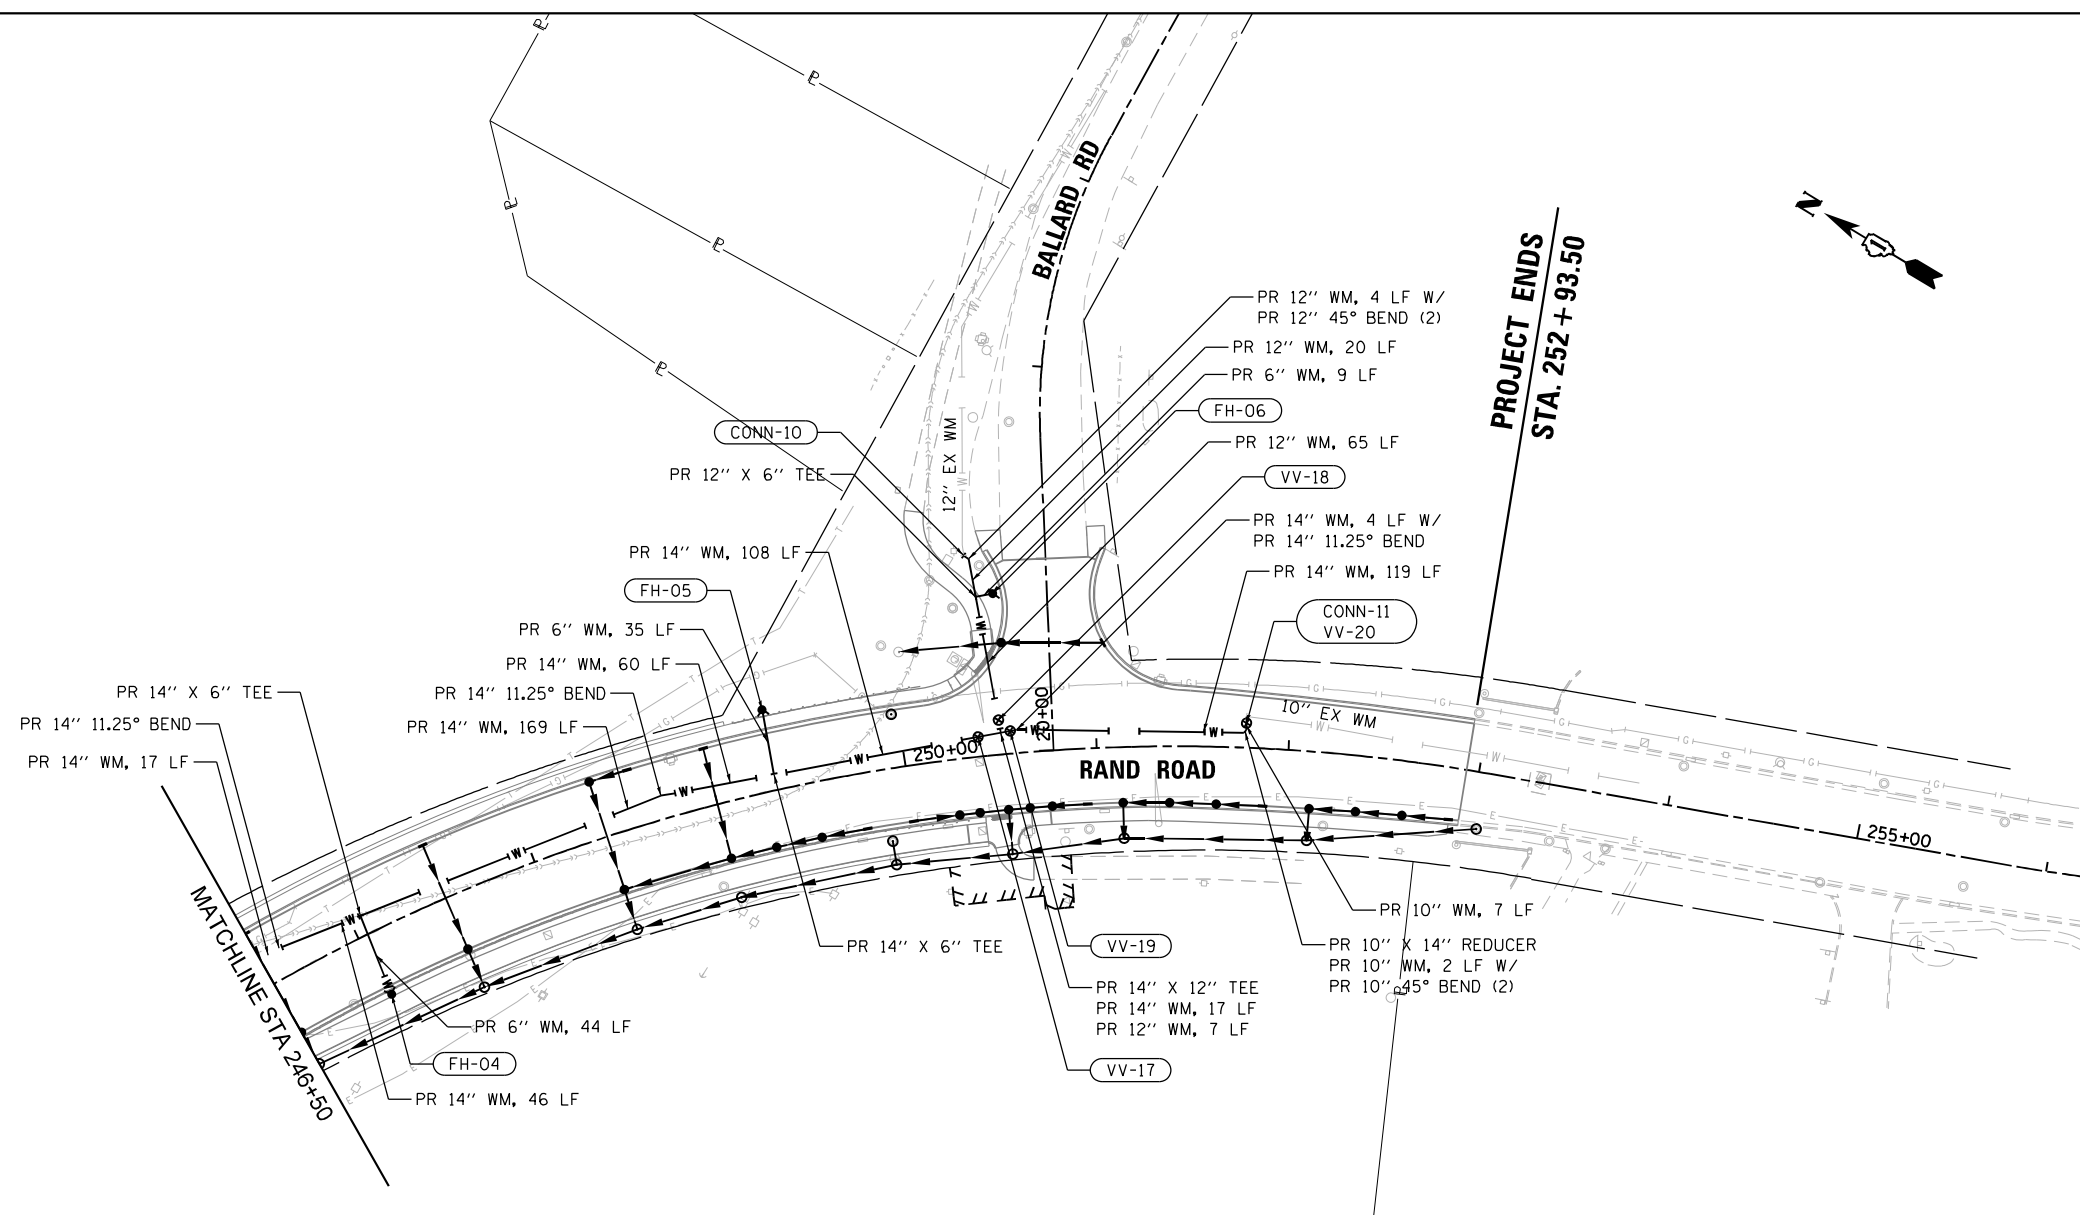 BALLARD RD
N
PROJECT ENDS
STA. 252+93.50
PR 12" WM, 4 LF W/
PR 12" 45° BEND (2)
PR 12" WM, 20 LF
PR 6" WM, 9 LF
FH-06
PR 12" WM, 65 LF
VV-18
PR 14" WM, 4 LF W/
PR 14" 11.25° BEND
PR 14" WM, 119 LF
CONN-11
VV-20
CONN-10
12" EX WM
PR 12" X 6" TEE
PR 14" WM, 108 LF
FH-05
PR 6" WM, 35 LF
PR 14" WM, 60 LF
PR 14" 11.25° BEND
PR 14" WM, 169 LF
PR 14" X 6" TEE
PR 14" 11.25° BEND
PR 14" WM, 17 LF
20+00
10" EX WM
250+00
RAND ROAD
255+00
MATCHLINE STA 246+50
PR 14" X 6" TEE
VV-19
PR 14" X 12" TEE
PR 14" WM, 17 LF
PR 12" WM, 7 LF
VV-17
PR 10" WM, 7 LF
PR 10" X 14" REDUCER
PR 10" WM, 2 LF W/
PR 10" 45° BEND (2)
PR 6" WM, 44 LF
FH-04
PR 14" WM, 46 LF